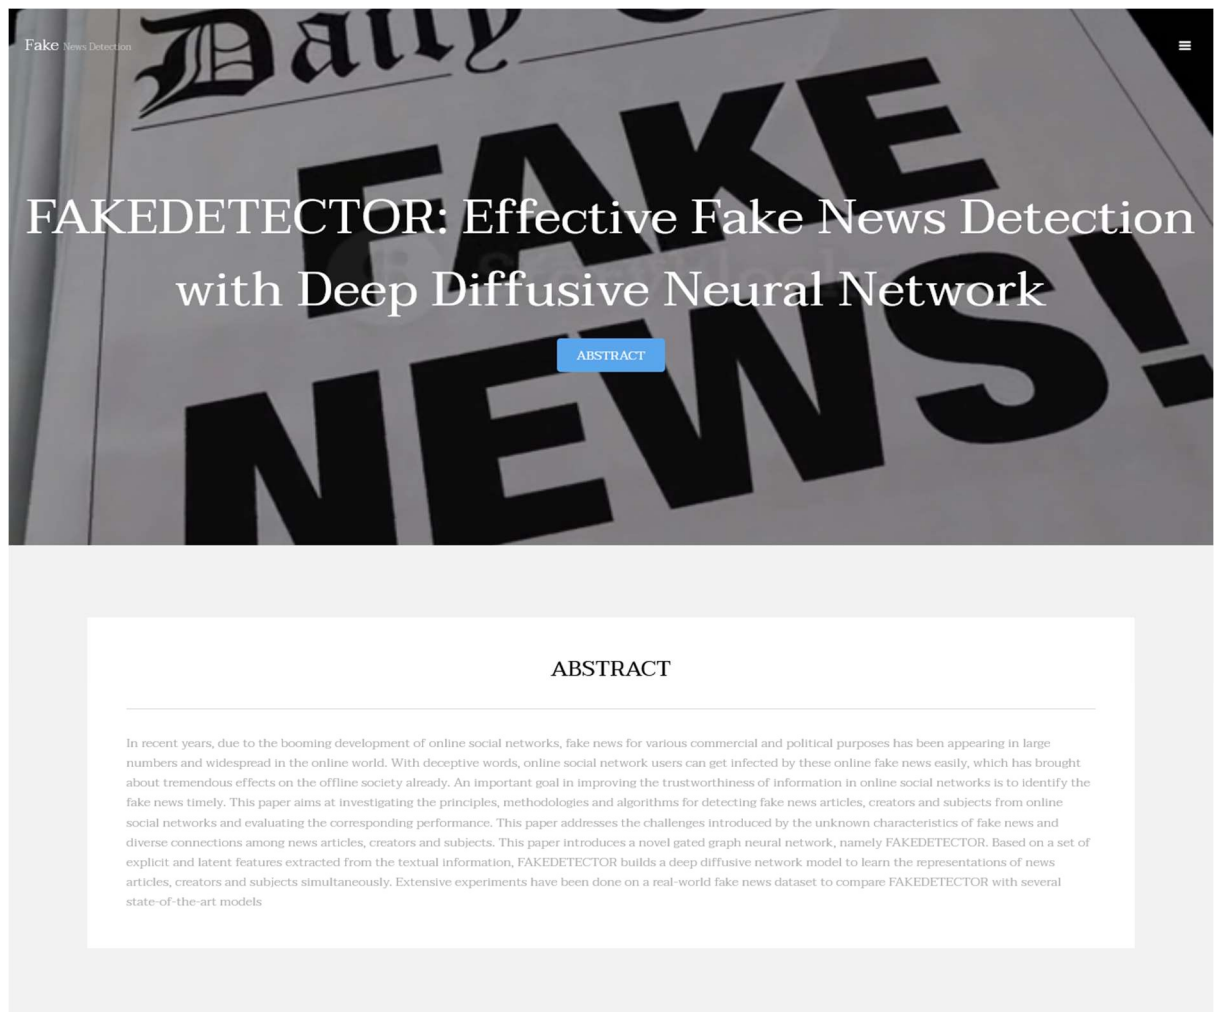 Daily
Fake News Detection
FAKE
FAKEDETECTOR: Effective Fake News Detection
with Deep Diffusive Neural Network
ABSTRACT
NEWS!
ABSTRACT
In recent years, due to the booming development of online social networks, fake news for various commercial and political purposes has been appearing in large
numbers and widespread in the online world. With deceptive words, online social network users can get infected by these online fake news easily, which has brought
about tremendous effects on the offline society already. An important goal in improving the trustworthiness of information in online social networks is to identify the
fake news timely. This paper aims at investigating the principles, methodologies and algorithms for detecting fake news articles, creators and subjects from online
social networks and evaluating the corresponding performance. This paper addresses the challenges introduced by the unknown characteristics of fake news and
diverse connections among news articles, creators and subjects. This paper introduces a novel gated graph neural network, namely FAKEDETECTOR. Based on a set of
explicit and latent features extracted from the textual information, FAKEDETECTOR builds a deep diffusive network model to learn the representations of news
articles, creators and subjects simultaneously. Extensive experiments have been done on a real-world fake news dataset to compare FAKEDETECTOR with several
state-of-the-art models